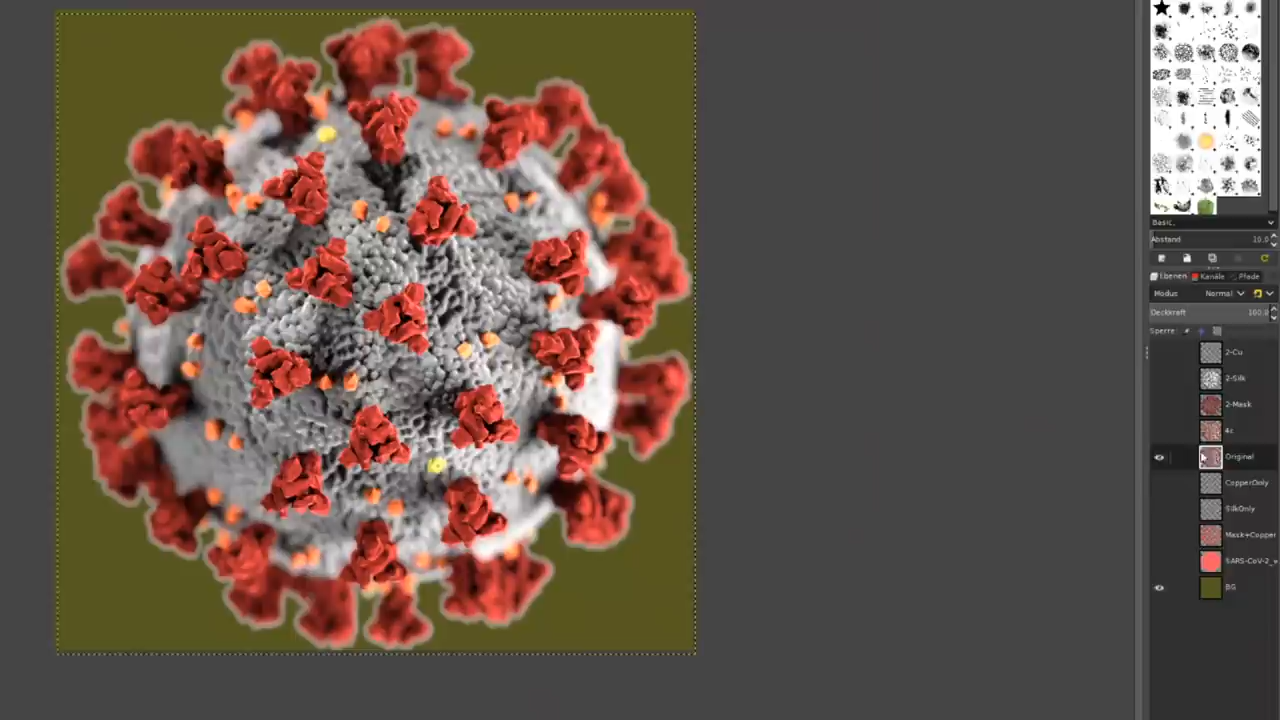 Basic,
Abstand 10,0
Ebenen Kanäle Pfade
Modus Normal
Deckkraft 100,0
Sperre:
2-Cu
2-Silk
2-Mask
4c
Original
CopperOnly
SilkOnly
Mask+Copper
SARS-CoV-2_
BG